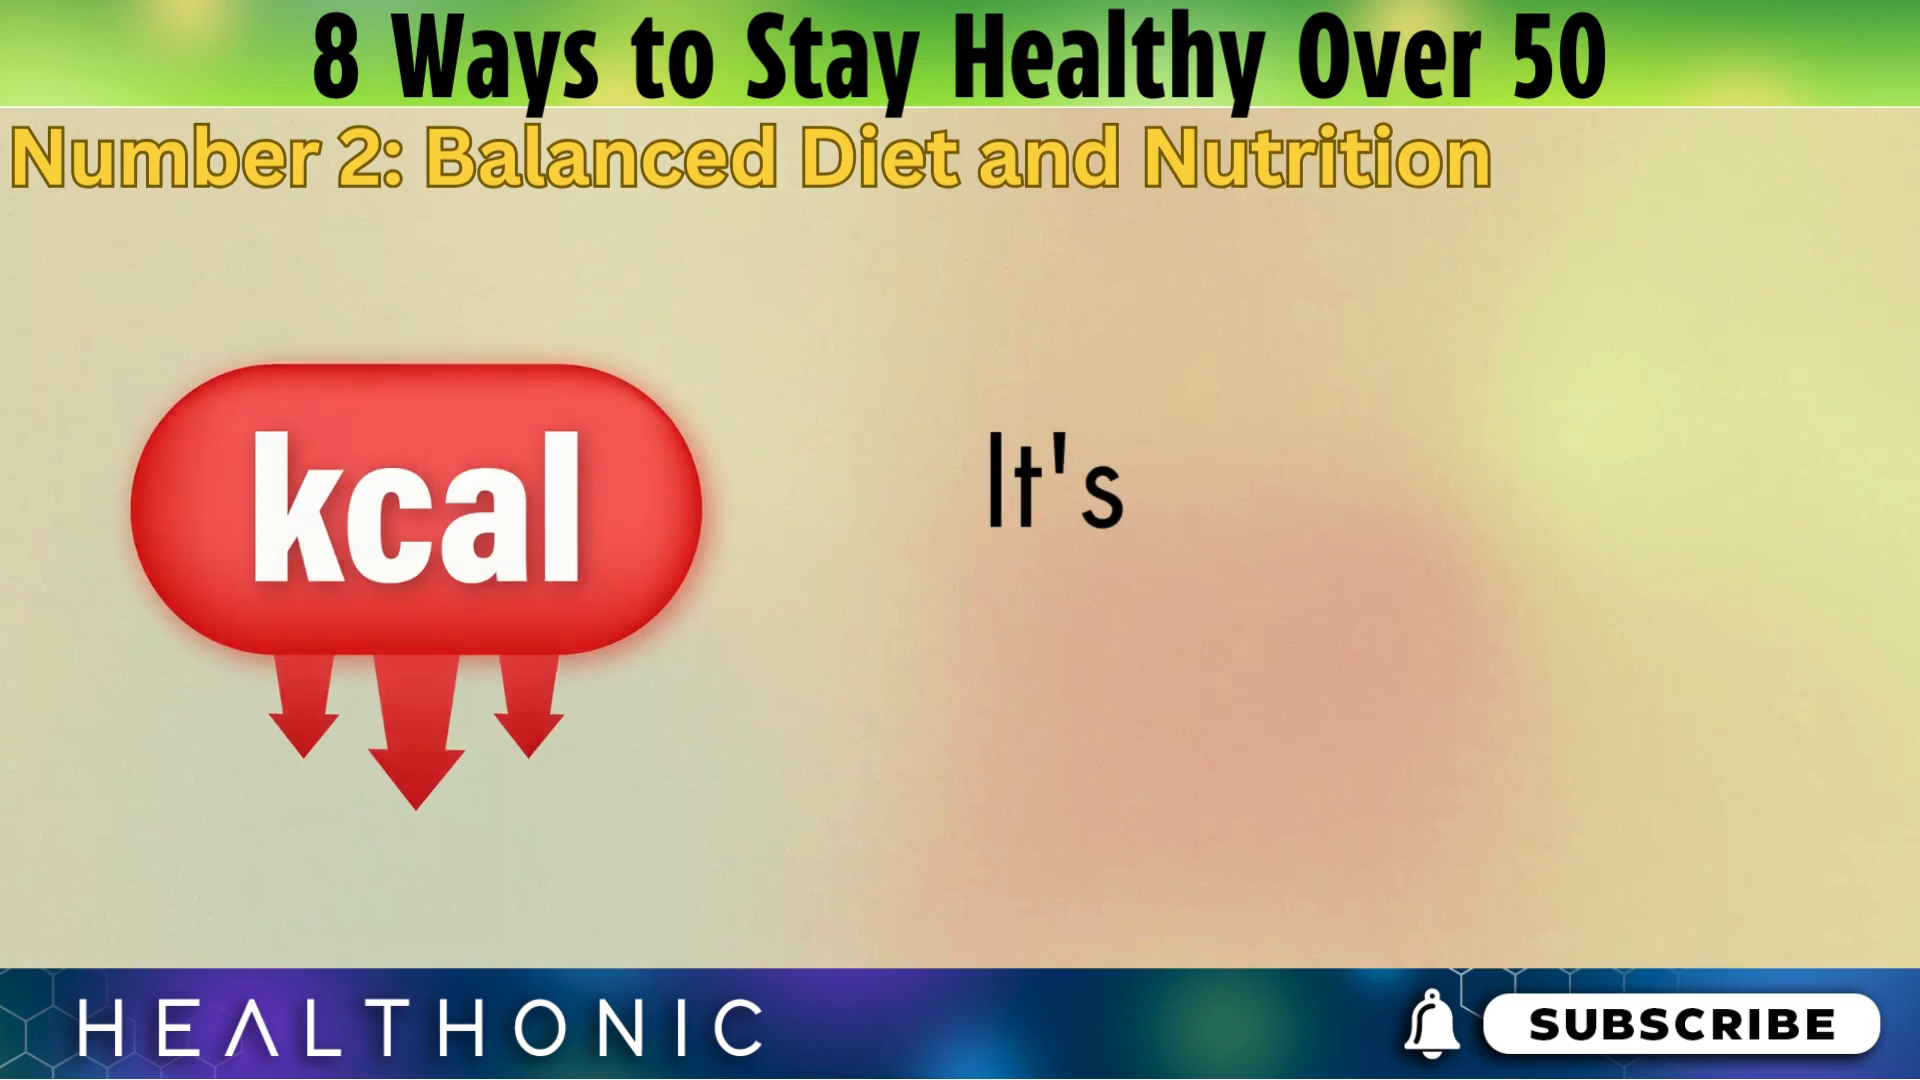 8 Ways to Stay Healthy Over 50
Number 2: Balanced Diet and Nutrition
kcal
It's
HEALTHONIC
SUBSCRIBE